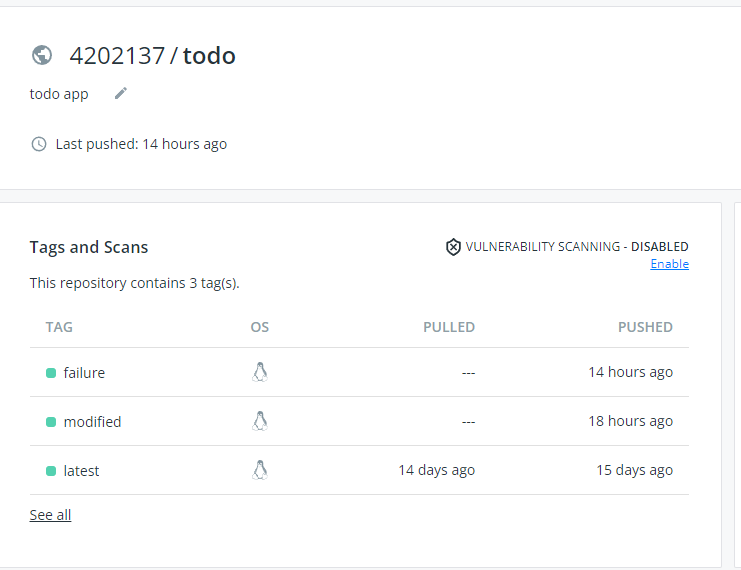 4202137 / todo
todo app
Last pushed: 14 hours ago
Tags and Scans
VULNERABILITY SCANNING - DISABLED
Enable
This repository contains 3 tag(s).
TAG OS PULLED PUSHED
failure --- 14 hours ago
modified --- 18 hours ago
latest 14 days ago 15 days ago
See all